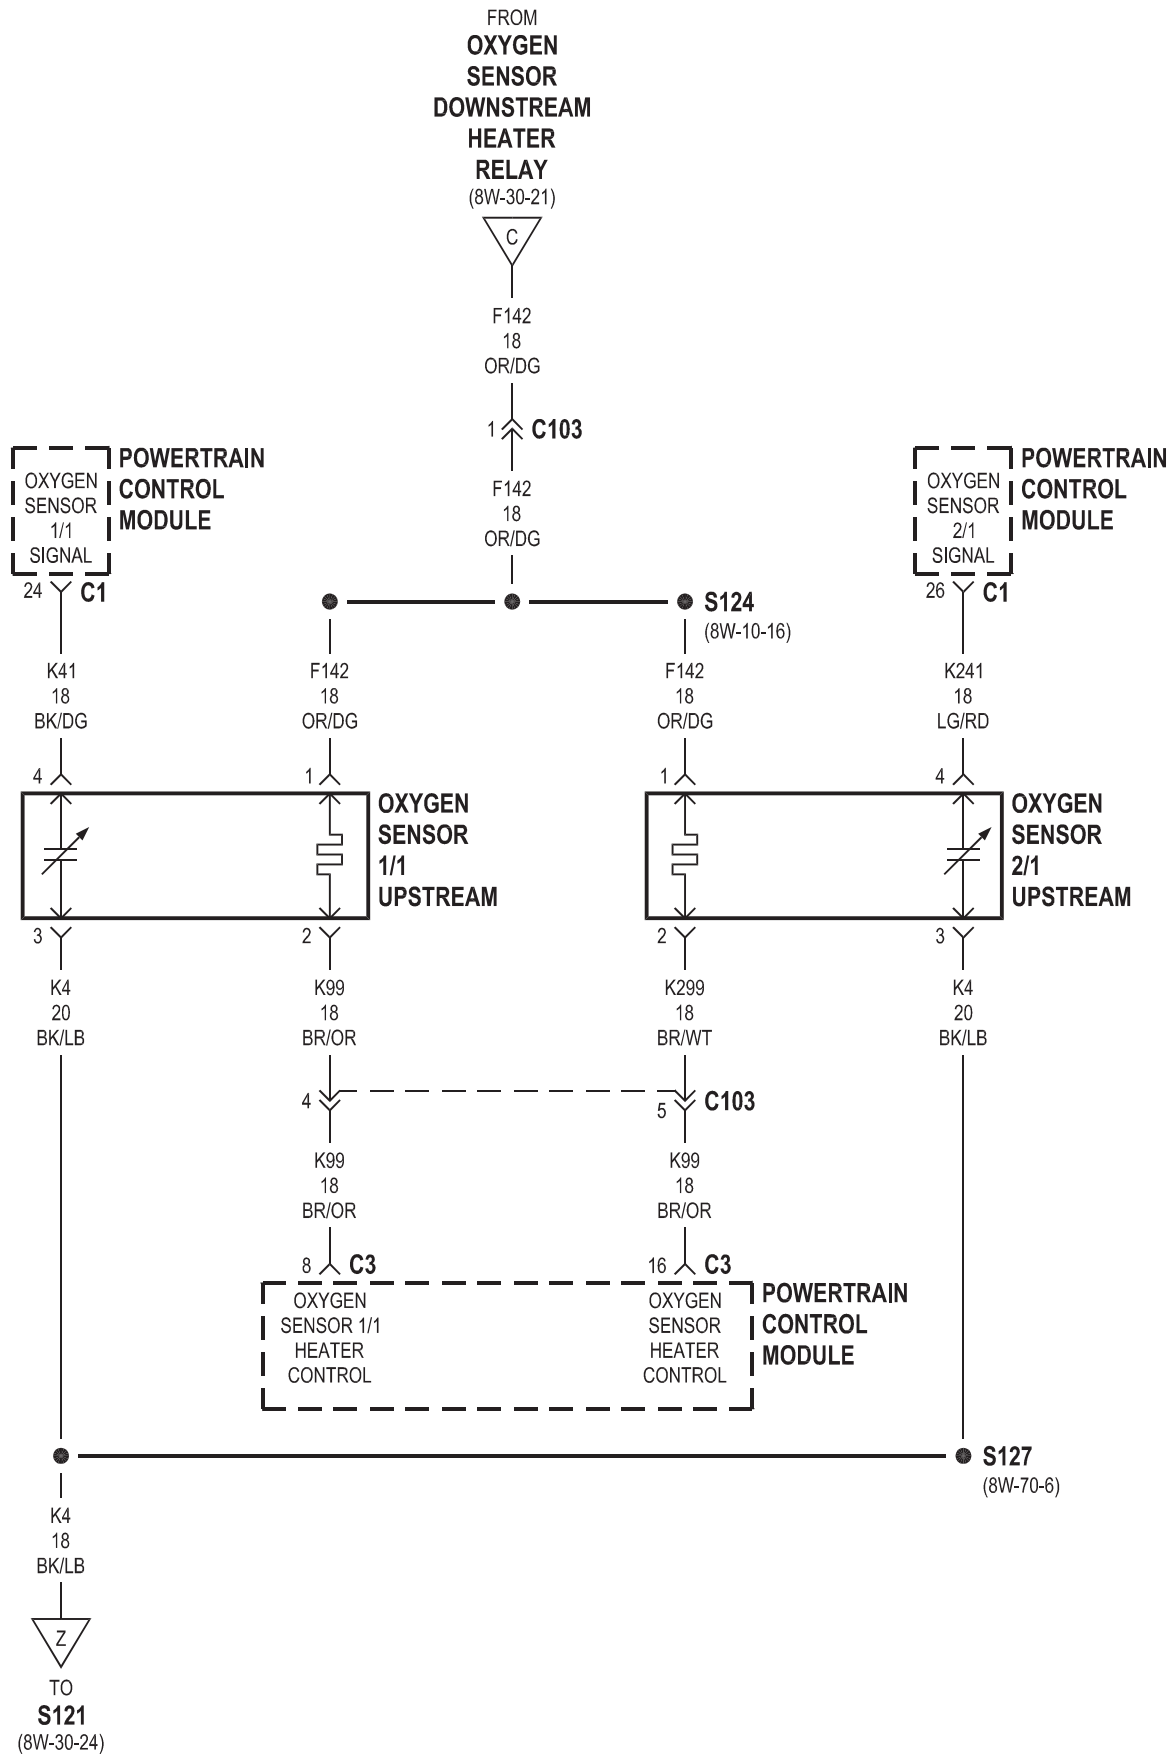 FROM
OXYGEN
SENSOR
DOWNSTREAM
HEATER
RELAY
(8W-30-21)
C
F142
18
OR/DG
1
C103
F142
18
OR/DG
OXYGEN
SENSOR
1/1
SIGNAL
POWERTRAIN
CONTROL
MODULE
24
C1
OXYGEN
SENSOR
2/1
SIGNAL
POWERTRAIN
CONTROL
MODULE
26
C1
S124
(8W-10-16)
K41
18
BK/DG
F142
18
OR/DG
F142
18
OR/DG
K241
18
LG/RD
4
1
1
4
OXYGEN
SENSOR
1/1
UPSTREAM
OXYGEN
SENSOR
2/1
UPSTREAM
3
2
2
3
K4
20
BK/LB
K99
18
BR/OR
K299
18
BR/WT
K4
20
BK/LB
4
5
C103
K99
18
BR/OR
K99
18
BR/OR
8
C3
16
C3
OXYGEN
SENSOR 1/1
HEATER
CONTROL
OXYGEN
SENSOR
HEATER
CONTROL
POWERTRAIN
CONTROL
MODULE
S127
(8W-70-6)
K4
18
BK/LB
Z
TO
S121
(8W-30-24)